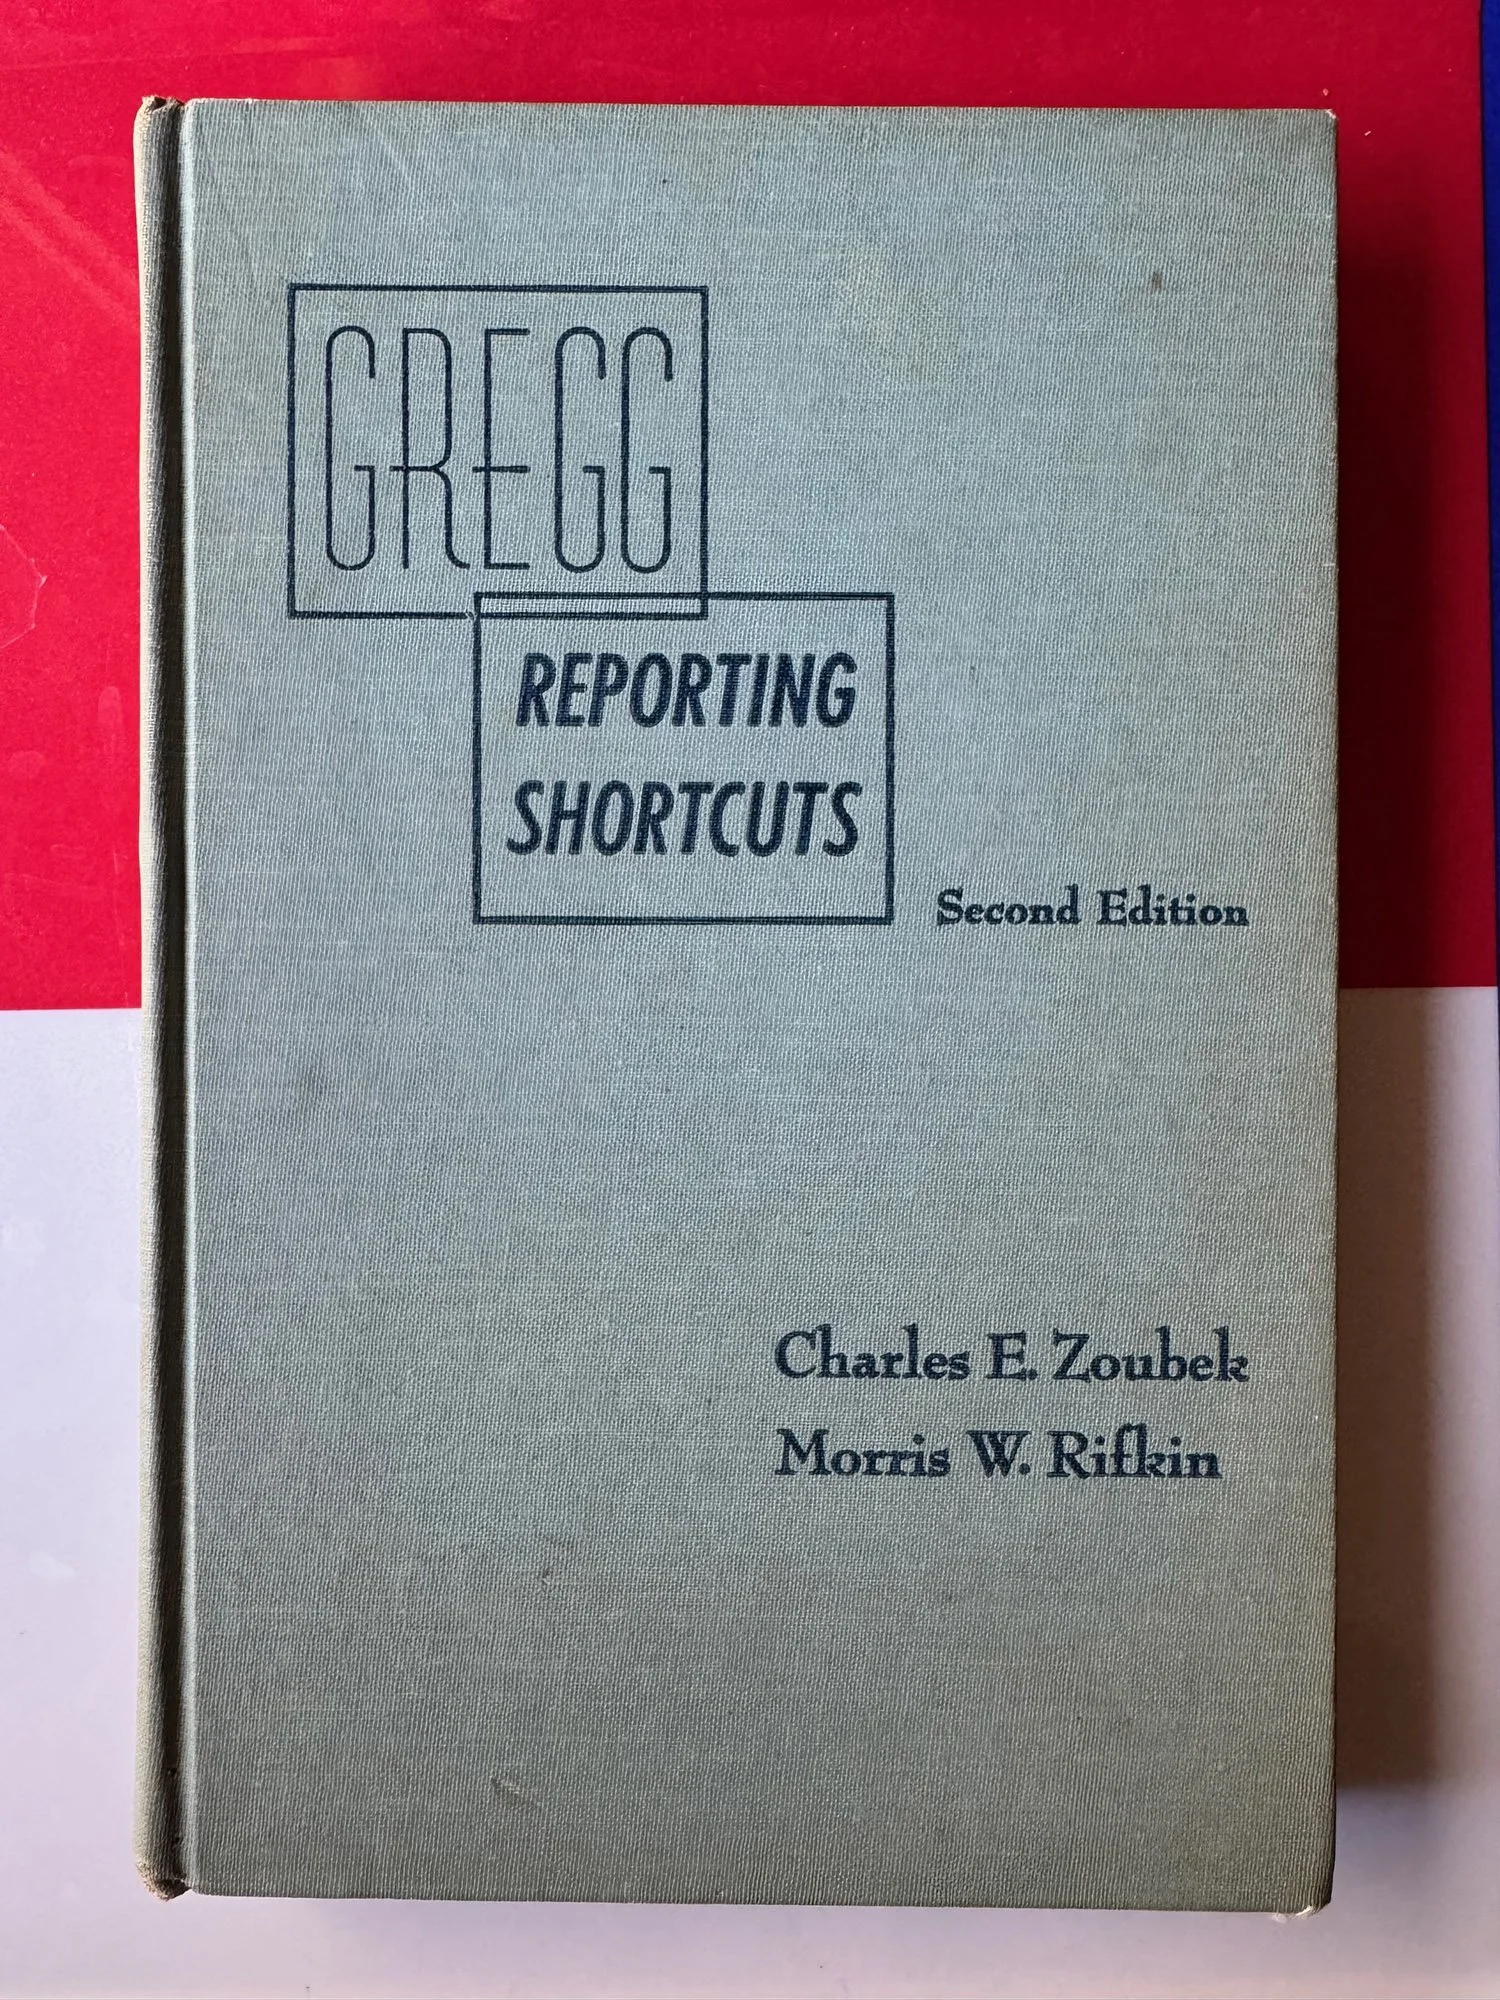 GREGG
REPORTING
SHORTCUTS
Second Edition
Charles E. Zoubek
Morris W. Rifkin